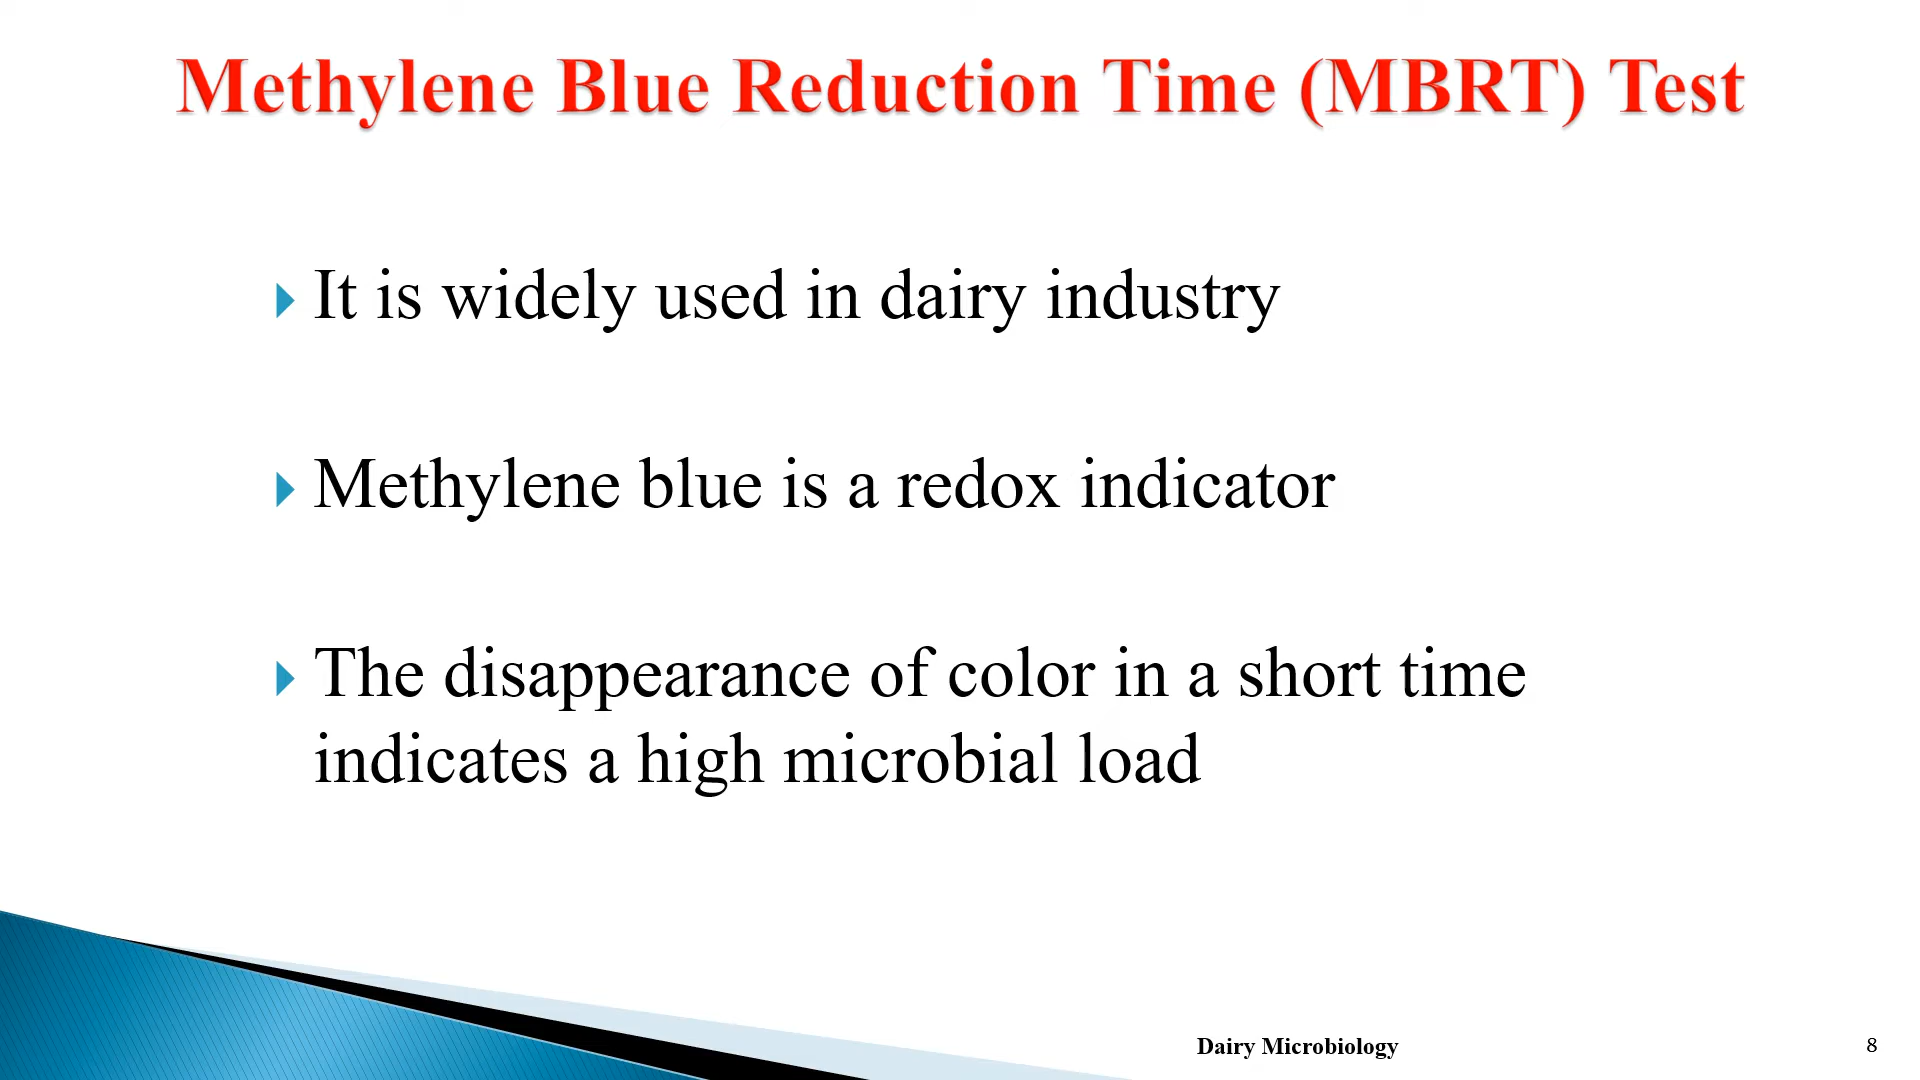 Methylene Blue Reduction Time (MBRT) Test
It is widely used in dairy industry
Methylene blue is a redox indicator
The disappearance of color in a short time
indicates a high microbial load
Dairy Microbiology
8